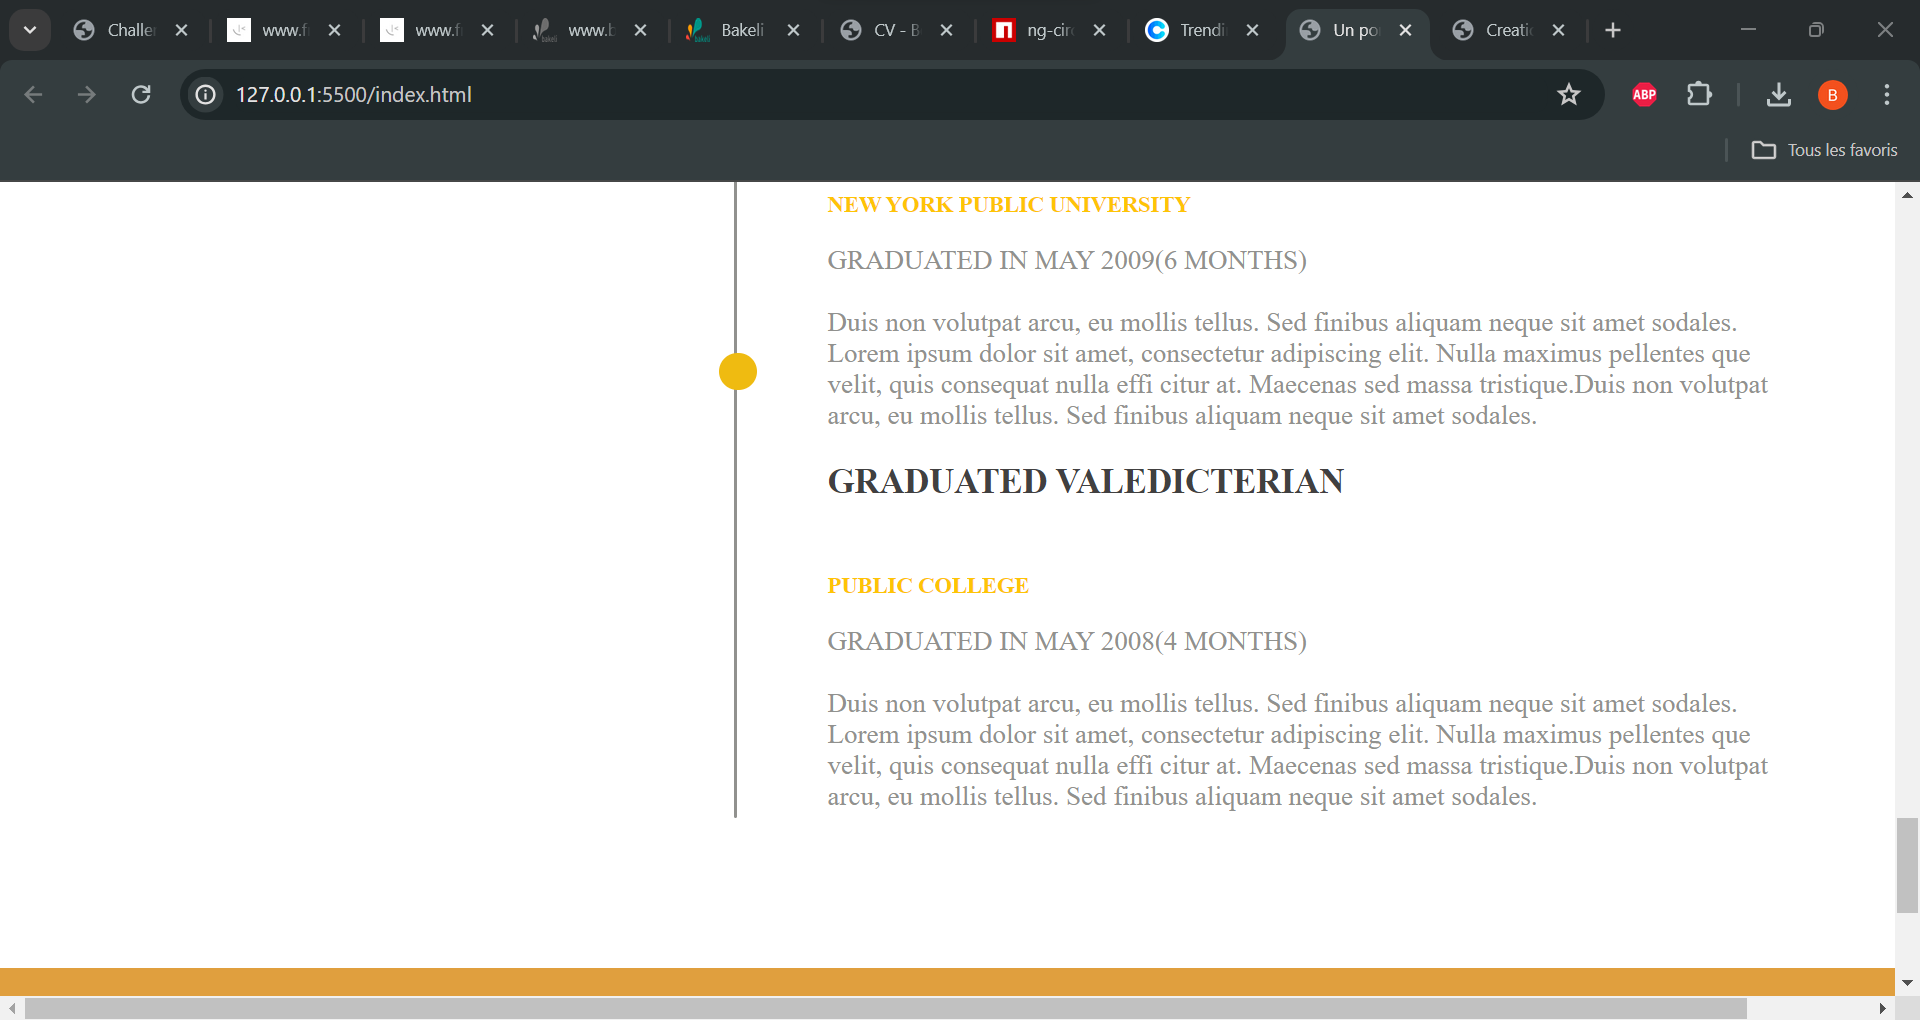 Challe
www.f
www.f
www.b
Bakeli
CV - B
ng-circ
Trendi
Un po
Creatio
127.0.0.1:5500/index.html
ABP
B
Tous les favoris
NEW YORK PUBLIC UNIVERSITY
GRADUATED IN MAY 2009(6 MONTHS)
Duis non volutpat arcu, eu mollis tellus. Sed finibus aliquam neque sit amet sodales.
Lorem ipsum dolor sit amet, consectetur adipiscing elit. Nulla maximus pellentes que
velit, quis consequat nulla effi citur at. Maecenas sed massa tristique.Duis non volutpat
arcu, eu mollis tellus. Sed finibus aliquam neque sit amet sodales.
GRADUATED VALEDICTERIAN
PUBLIC COLLEGE
GRADUATED IN MAY 2008(4 MONTHS)
Duis non volutpat arcu, eu mollis tellus. Sed finibus aliquam neque sit amet sodales.
Lorem ipsum dolor sit amet, consectetur adipiscing elit. Nulla maximus pellentes que
velit, quis consequat nulla effi citur at. Maecenas sed massa tristique.Duis non volutpat
arcu, eu mollis tellus. Sed finibus aliquam neque sit amet sodales.